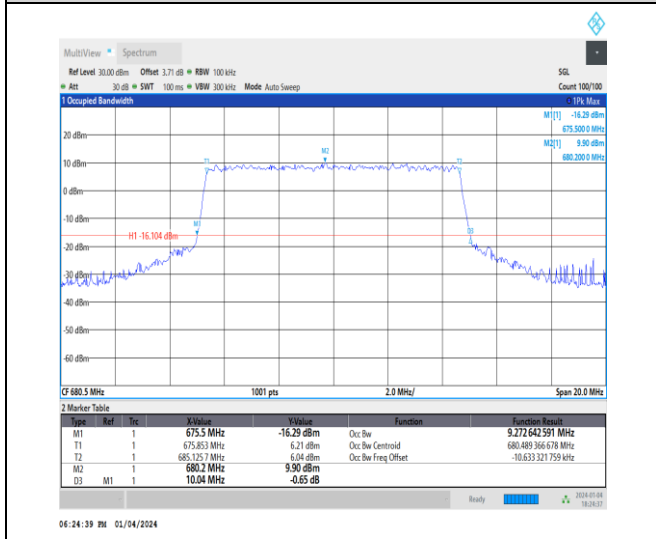 MultiView Spectrum
Ref Level 30.00 dBm Offset 3.71 dB RBW 100 kHz SGL
Att 30 dB SWT 100 ms VBW 300 kHz Mode Auto Sweep Count 100/100
1 Occupied Bandwidth 1Pk Max
M1[1] -16.29 dBm
675.5000 MHz
M2[1] 9.90 dBm
680.2000 MHz
20 dBm
M2
T1 T2
10 dBm
0 dBm
-10 dBm
M1
D3
H1 -16.104 dBm
-20 dBm
-30 dBm
-40 dBm
-50 dBm
-60 dBm
CF 680.5 MHz 1001 pts 2.0 MHz/ Span 20.0 MHz
2 Marker Table
Type Ref Trc X-Value Y-Value Function Function Result
M1 1 675.5 MHz -16.29 dBm Occ Bw 9.272 642 591 MHz
T1 1 675.853 MHz 6.21 dBm Occ Bw Centroid 680.489 366 678 MHz
T2 1 685.1257 MHz 6.04 dBm Occ Bw Freq Offset -10.633 321 759 kHz
M2 1 680.2 MHz 9.90 dBm
D3 M1 1 10.04 MHz -0.65 dB
Ready 2024-01-04
18:24:37
06:24:39 PM 01/04/2024